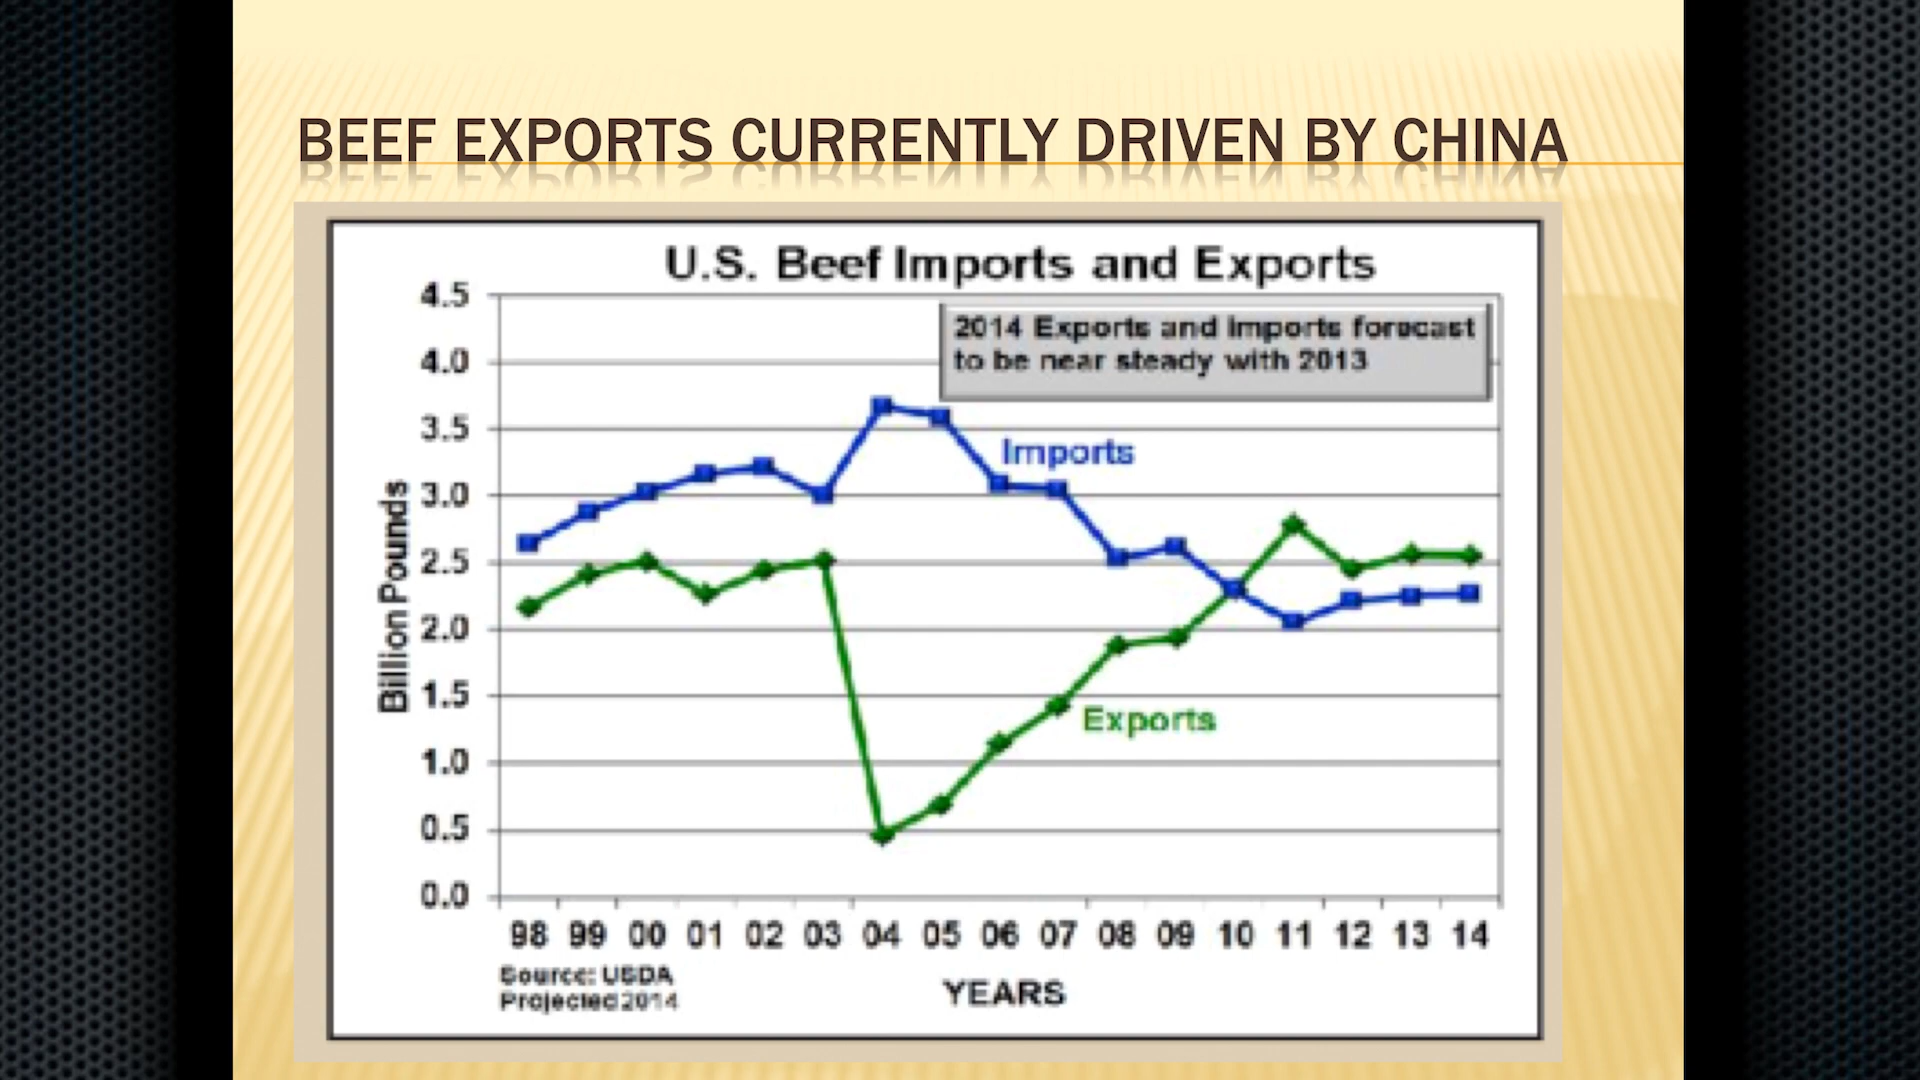 BEEF EXPORTS CURRENTLY DRIVEN BY CHINA
U.S. Beef Imports and Exports
4.5
4.0
3.5
3.0
2.5
2.0
1.5
1.0
0.5
0.0
Billion Pounds
2014 Exports and Imports forecast
to be near steady with 2013
Imports
Exports
98 99 00 01 02 03 04 05 06 07 08 09 10 11 12 13 14
YEARS
Source: USDA
Projected 2014